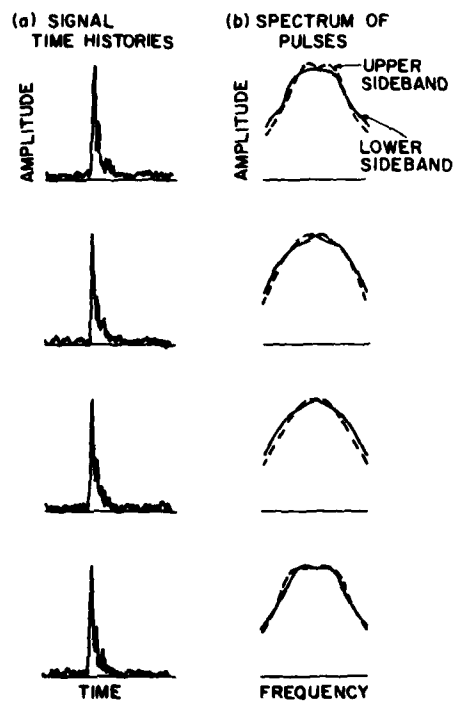 (a) SIGNAL
TIME HISTORIES
(b) SPECTRUM OF
PULSES
AMPLITUDE
AMPLITUDE
UPPER
SIDEBAND
LOWER
SIDEBAND
TIME
FREQUENCY